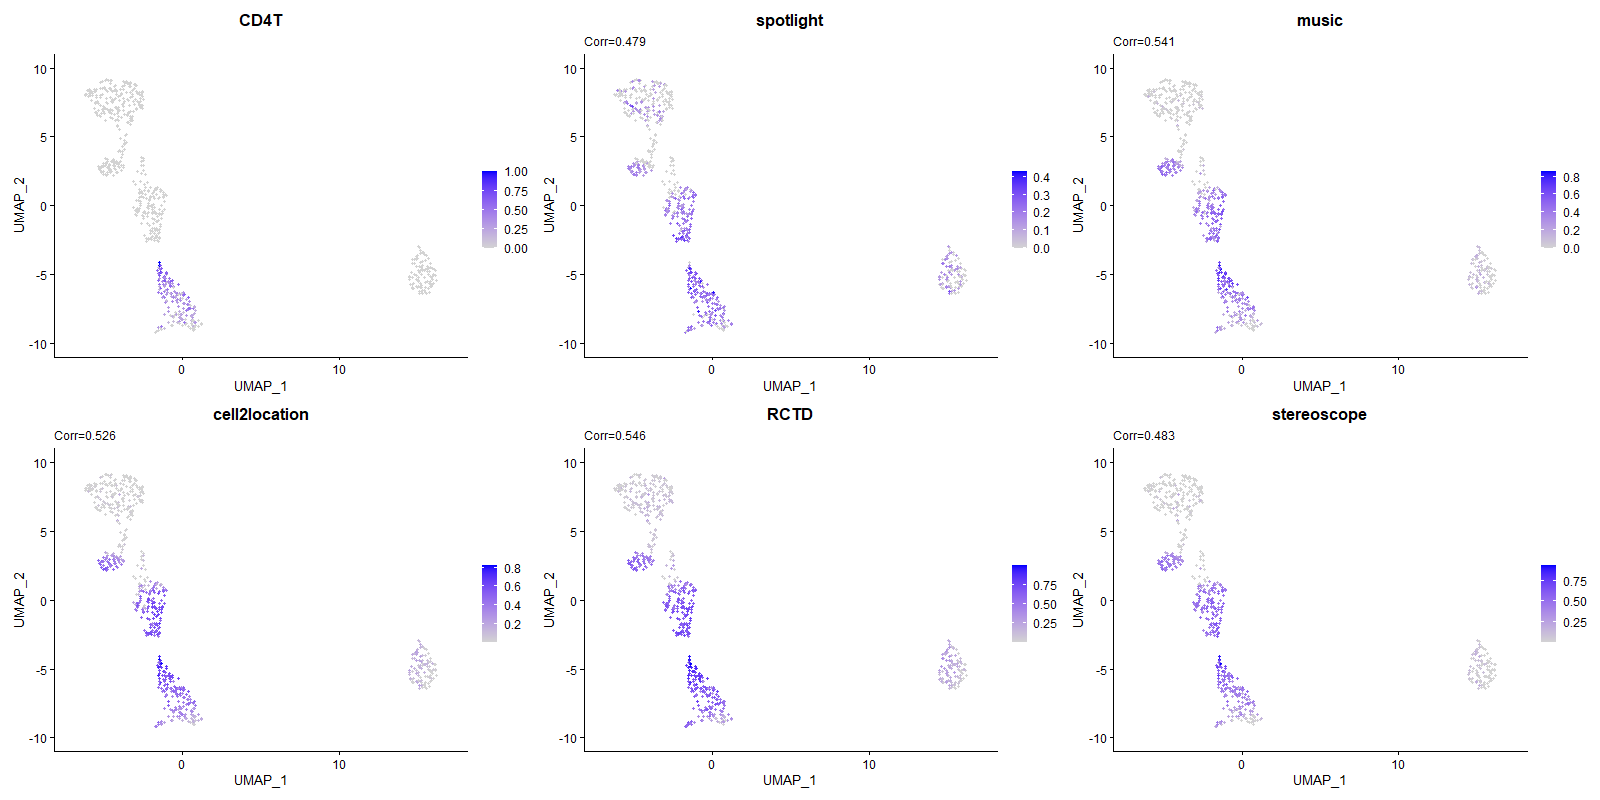 CD4T
UMAP_2
10
5
0
-5
-10
0
10
UMAP_1
1.00
0.75
0.50
0.25
0.00
spotlight
Corr=0.479
UMAP_2
10
5
0
-5
-10
0
10
UMAP_1
0.4
0.3
0.2
0.1
0.0
music
Corr=0.541
UMAP_2
10
5
0
-5
-10
0
10
UMAP_1
0.8
0.6
0.4
0.2
0.0
cell2location
Corr=0.526
UMAP_2
10
5
0
-5
-10
0
10
UMAP_1
0.8
0.6
0.4
0.2
RCTD
Corr=0.546
UMAP_2
10
5
0
-5
-10
0
10
UMAP_1
0.75
0.50
0.25
stereoscope
Corr=0.483
UMAP_2
10
5
0
-5
-10
0
10
UMAP_1
0.75
0.50
0.25